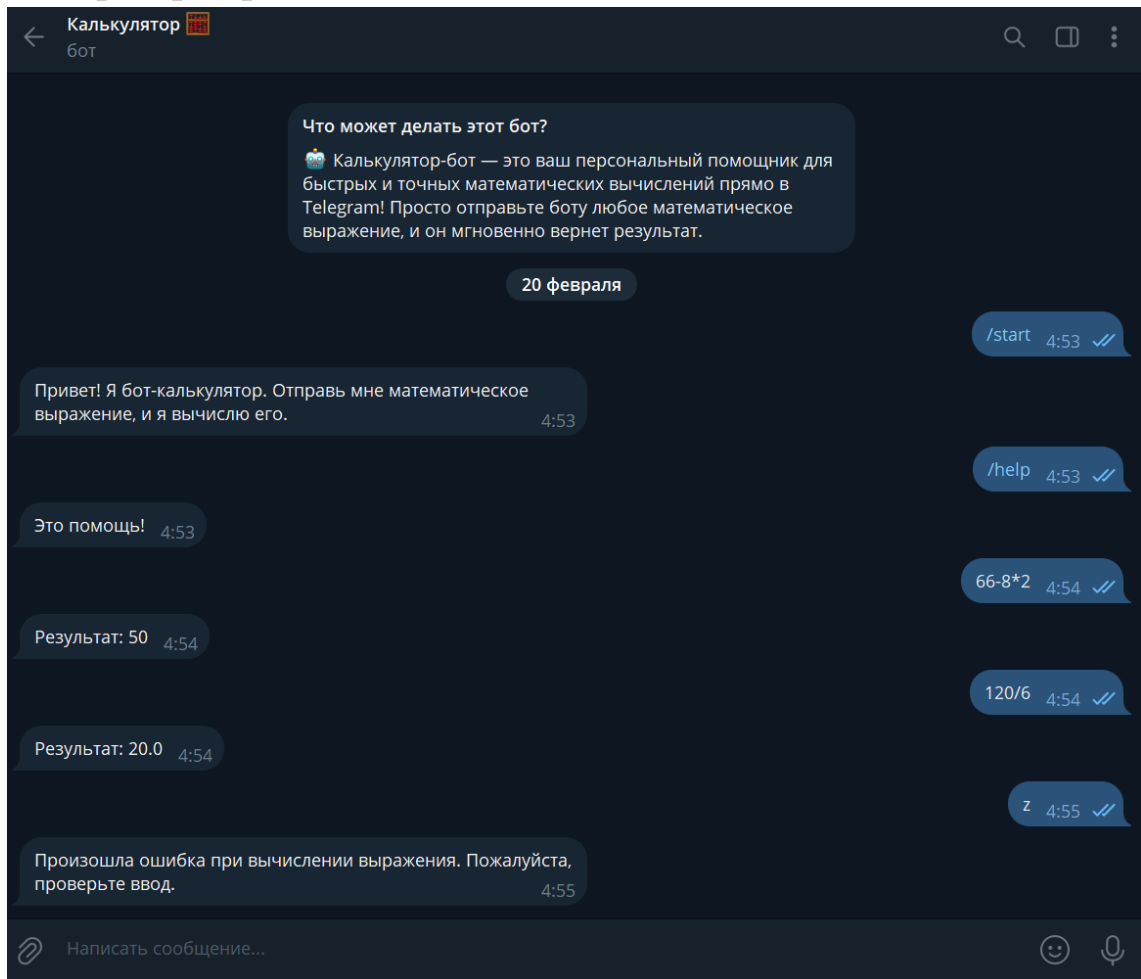 Калькулятор
бот
Что может делать этот бот?
Калькулятор-бот — это ваш персональный помощник для
быстрых и точных математических вычислений прямо в
Telegram! Просто отправьте боту любое математическое
выражение, и он мгновенно вернет результат.
20 февраля
/start 4:53
Привет! Я бот-калькулятор. Отправь мне математическое
выражение, и я вычислю его.
4:53
/help 4:53
Это помощь! 4:53
66-8*2 4:54
Результат: 50 4:54
120/6 4:54
Результат: 20.0 4:54
z 4:55
Произошла ошибка при вычислении выражения. Пожалуйста,
проверьте ввод.
4:55
Написать сообщение...